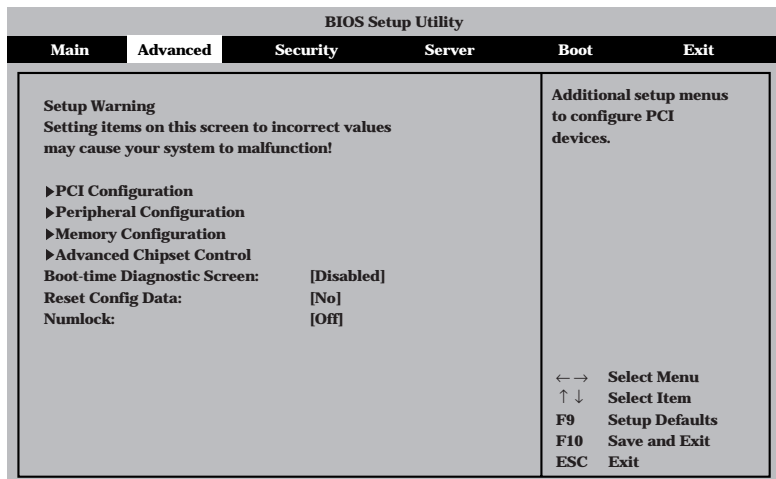 BIOS Setup Utility
Main Advanced Security Server Boot Exit
Setup Warning
Setting items on this screen to incorrect values
may cause your system to malfunction!
▶PCI Configuration
▶Peripheral Configuration
▶Memory Configuration
▶Advanced Chipset Control
Boot-time Diagnostic Screen: [Disabled]
Reset Config Data: [No]
Numlock: [Off]
Additional setup menus
to configure PCI
devices.
←→ Select Menu
↑↓ Select Item
F9 Setup Defaults
F10 Save and Exit
ESC Exit